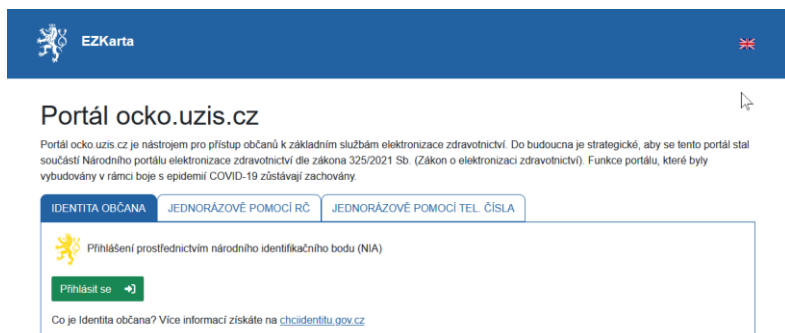 EZKarta
Portál ocko.uzis.cz
Portál ocko.uzis.cz je nástrojem pro přístup občanů k základním službám elektronizace zdravotnictví. Do budoucna je strategické, aby se tento portál stal
součástí Národního portálu elektronizace zdravotnictví dle zákona 325/2021 Sb. (Zákon o elektronizaci zdravotnictví). Funkce portálu, které byly
vybudovány v rámci boje s epidemií COVID-19 zůstávají zachovány.
IDENTITA OBČANA JEDNORÁZOVĚ POMOCÍ RČ JEDNORÁZOVĚ POMOCÍ TEL. ČÍSLA
Přihlášení prostřednictvím národního identifikačního bodu (NIA)
Přihlásit se
Co je Identita občana? Více informací získáte na chciidentitu.gov.cz